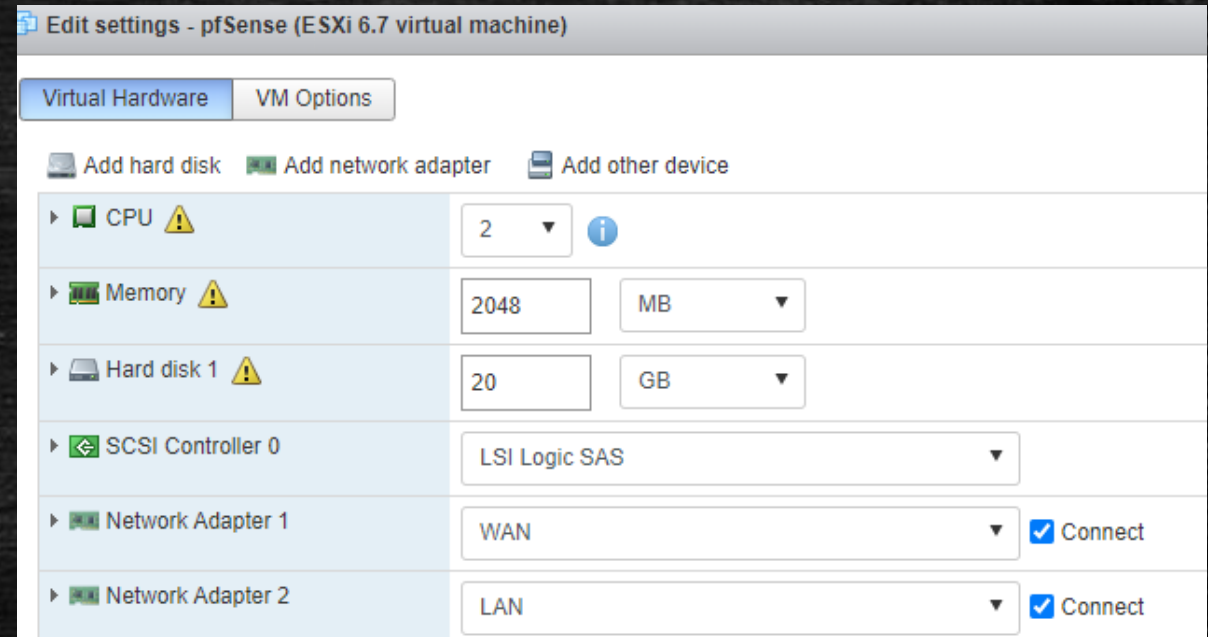 Edit settings - pfSense (ESXi 6.7 virtual machine)
Virtual Hardware VM Options
Add hard disk Add network adapter Add other device
CPU 2
Memory 2048 MB
Hard disk 1 20 GB
SCSI Controller 0 LSI Logic SAS
Network Adapter 1 WAN Connect
Network Adapter 2 LAN Connect